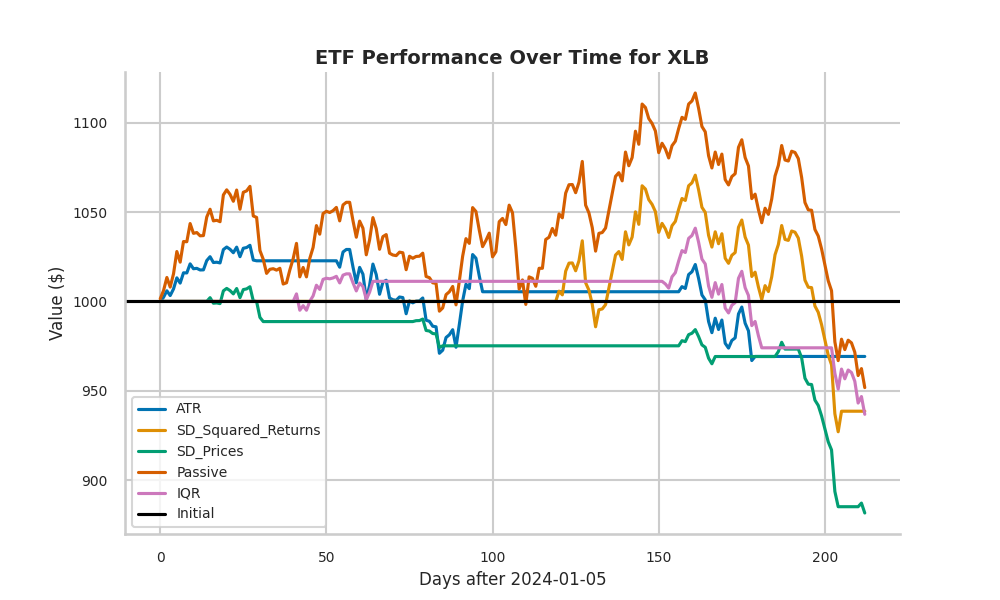 ETF Performance Over Time for XLB
Value ($)
1100
1050
1000
950
900
ATR
SD_Squared_Returns
SD_Prices
Passive
IQR
Initial
0
50
100
150
200
Days after 2024-01-05